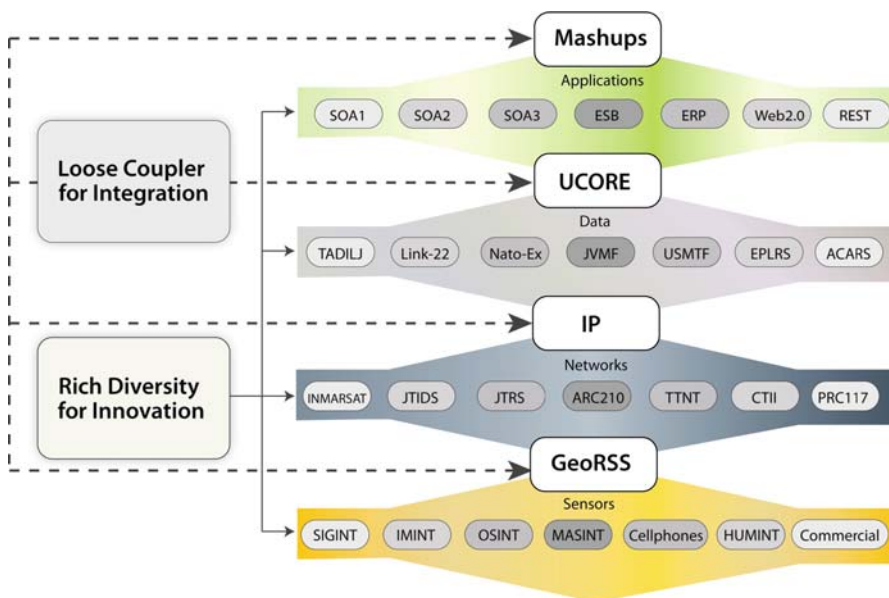 Mashups
Applications
SOA1 SOA2 SOA3 ESB ERP Web2.0 REST
Loose Coupler
for Integration
UCORE
Data
TADILJ Link-22 Nato-Ex JVMF USMTF EPLRS ACARS
IP
Networks
Rich Diversity
for Innovation
INMARSAT JTIDS JTRS ARC210 TTNT CTII PRC117
GeoRSS
Sensors
SIGINT IMINT OSINT MASINT Cellphones HUMINT Commercial